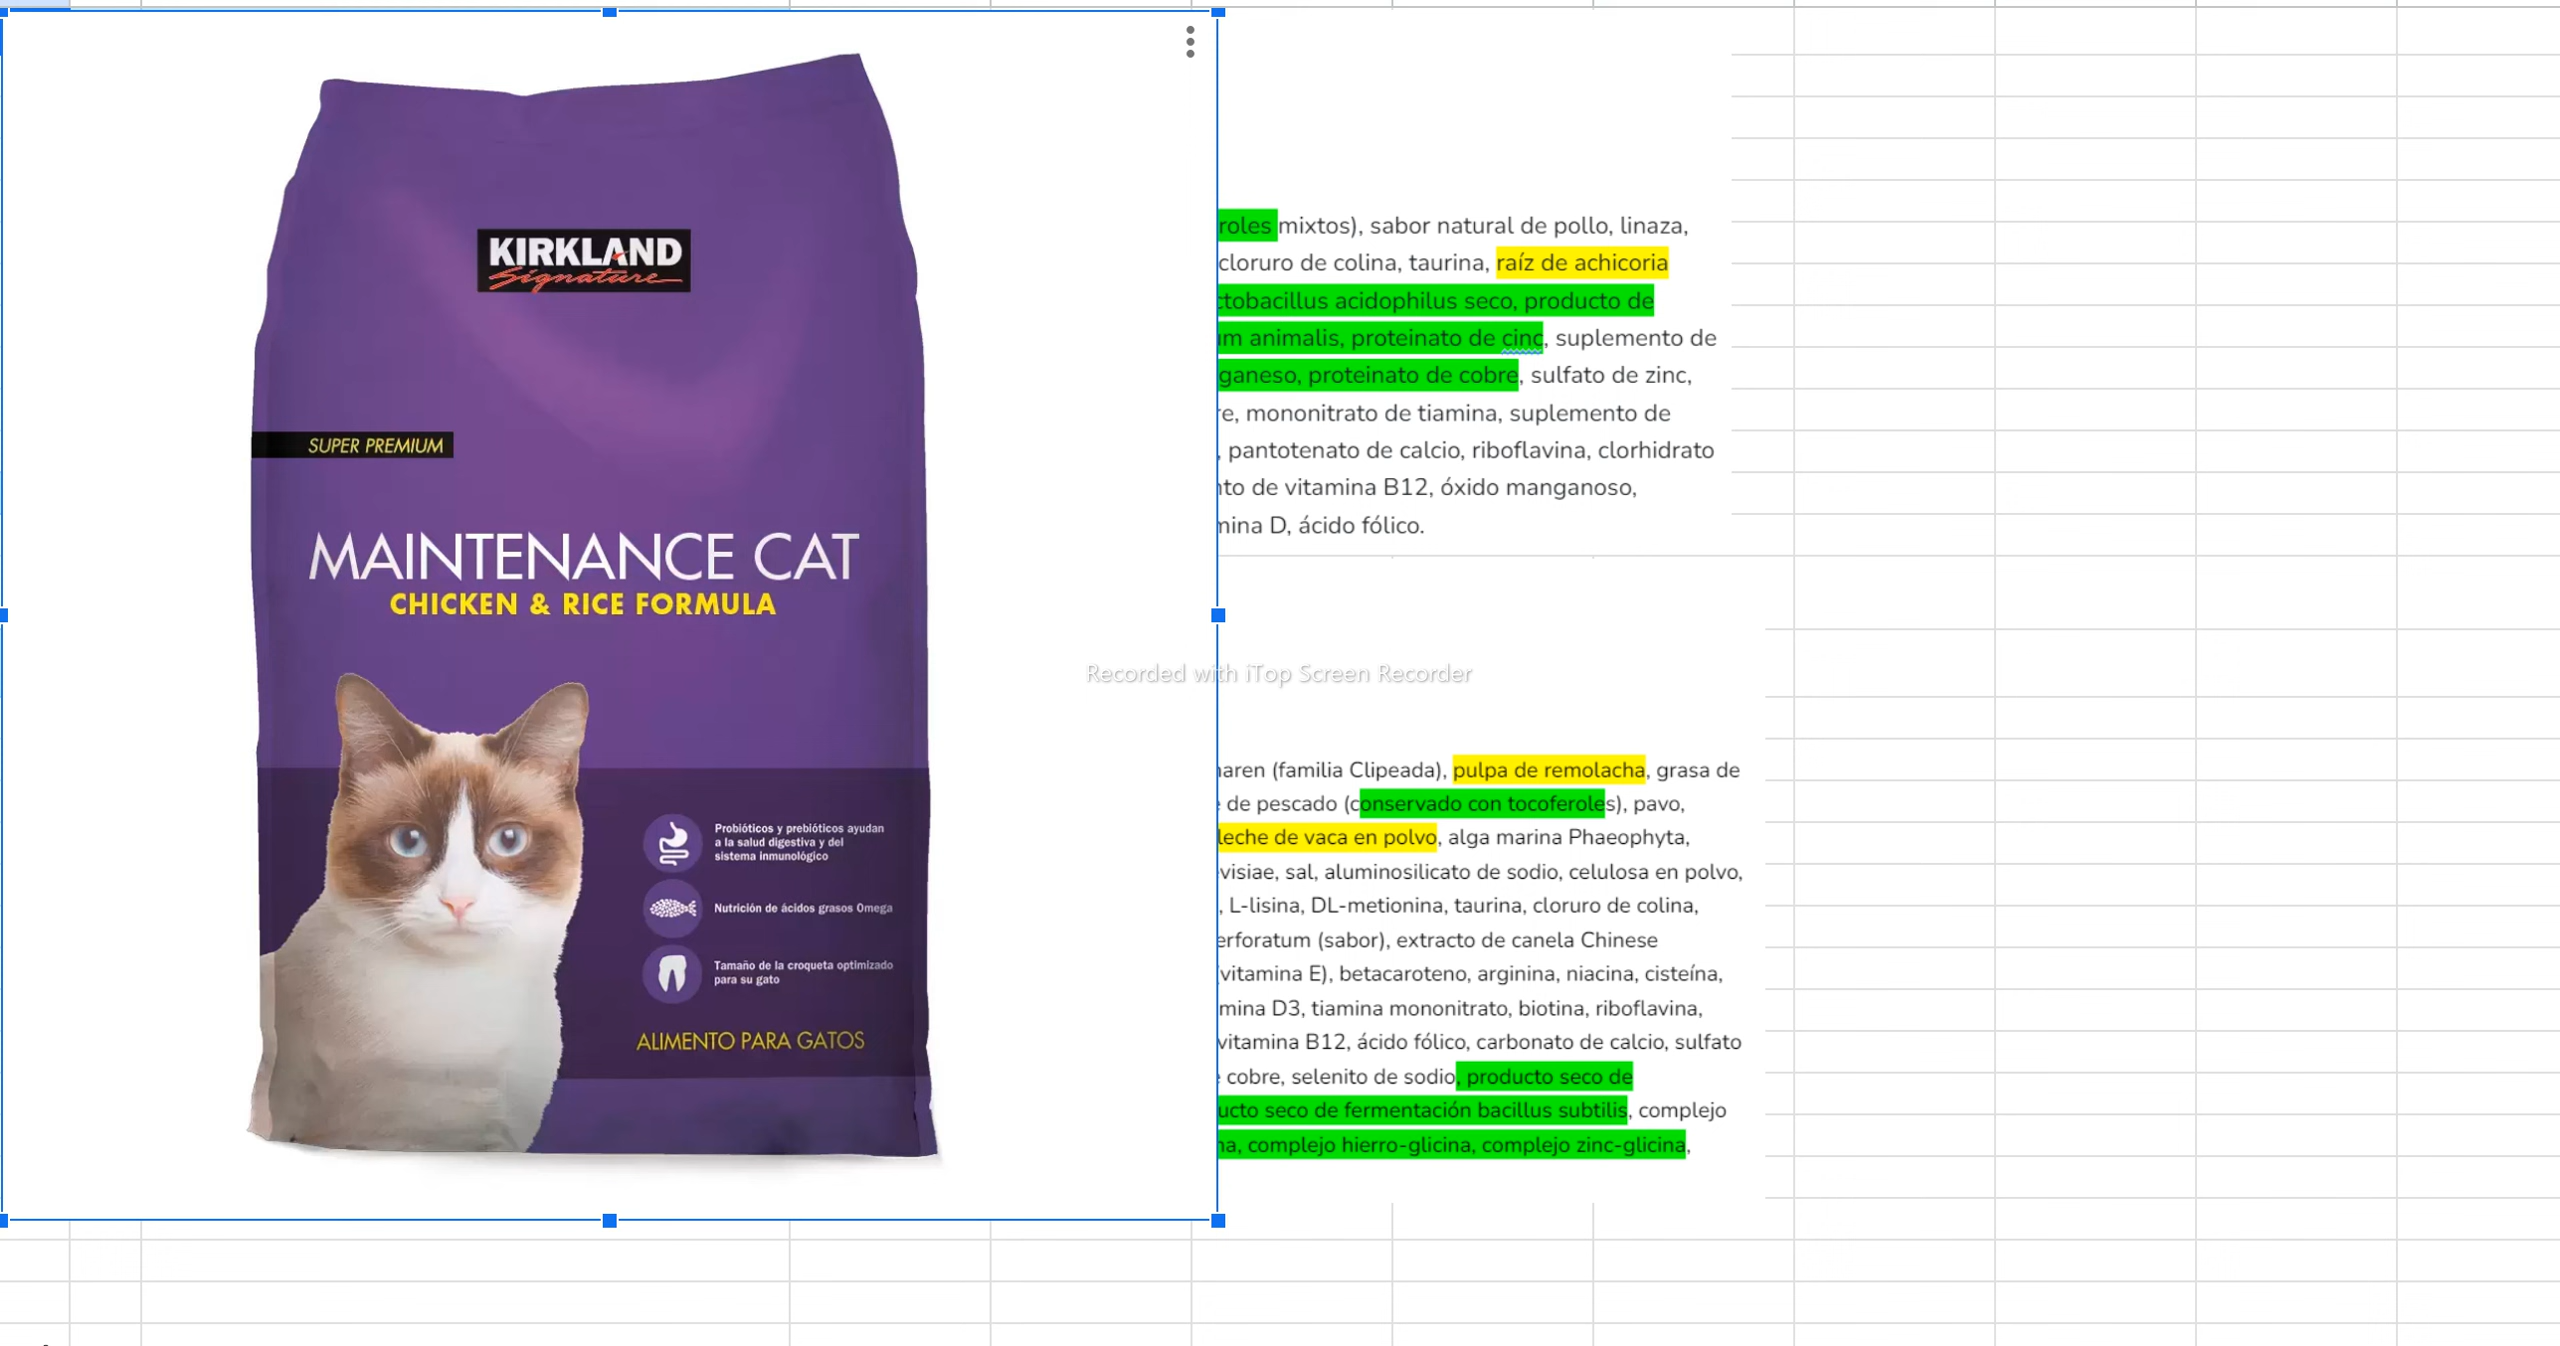 KIRKLAND
Signature
SUPER PREMIUM
MAINTENANCE CAT
CHICKEN & RICE FORMULA
Probióticos y prebióticos ayudan
a la salud digestiva y del
sistema inmunológico
Nutrición de ácidos grasos Omega
Tamaño de la croqueta optimizado
para su gato
ALIMENTO PARA GATOS
roles mixtos), sabor natural de pollo, linaza,
cloruro de colina, taurina, raíz de achicoria
ctobacillus acidophilus seco, producto de
m animalis, proteinato de cinc, suplemento de
ganeso, proteinato de cobre, sulfato de zinc,
re, mononitrato de tiamina, suplemento de
, pantotenato de calcio, riboflavina, clorhidrato
nto de vitamina B12, óxido manganoso,
mina D, ácido fólico.
Recorded with iTop Screen Recorder
naren (familia Clipeada), pulpa de remolacha, grasa de
de pescado (conservado con tocoferoles), pavo,
leche de vaca en polvo, alga marina Phaeophyta,
visiae, sal, aluminosilicato de sodio, celulosa en polvo,
, L-lisina, DL-metionina, taurina, cloruro de colina,
erforatum (sabor), extracto de canela Chinese
(vitamina E), betacaroteno, arginina, niacina, cisteína,
mina D3, tiamina mononitrato, biotina, riboflavina,
vitamina B12, ácido fólico, carbonato de calcio, sulfato
cobre, selenito de sodio, producto seco de
ucto seco de fermentación bacillus subtilis, complejo
na, complejo hierro-glicina, complejo zinc-glicina,